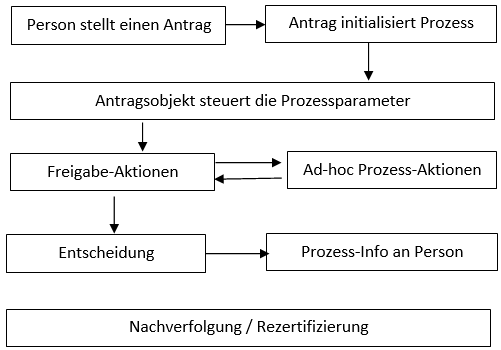 Person stellt einen Antrag
Antrag initialisiert Prozess
Antragsobjekt steuert die Prozessparameter
Freigabe-Aktionen
Ad-hoc Prozess-Aktionen
Entscheidung
Prozess-Info an Person
Nachverfolgung / Rezertifizierung